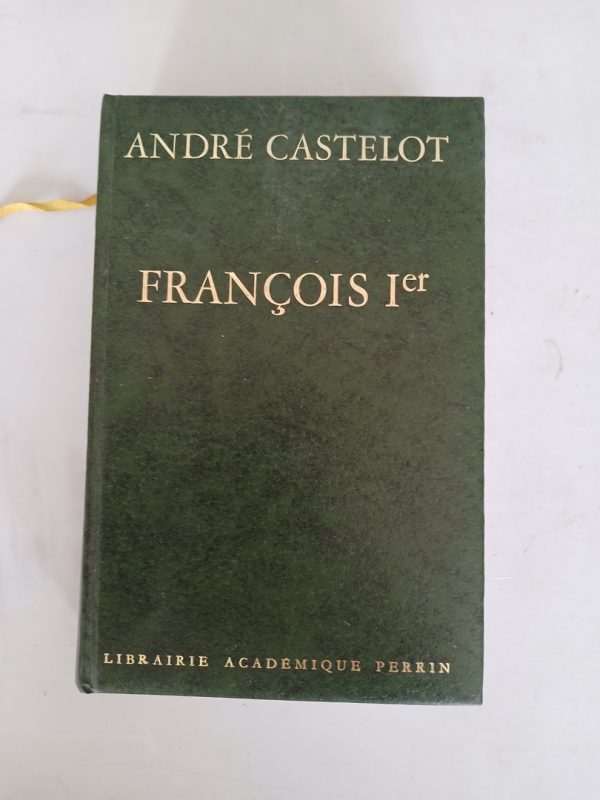 ANDRÉ CASTELOT
FRANÇOIS Ier
LIBRAIRIE ACADÉMIQUE PERRIN